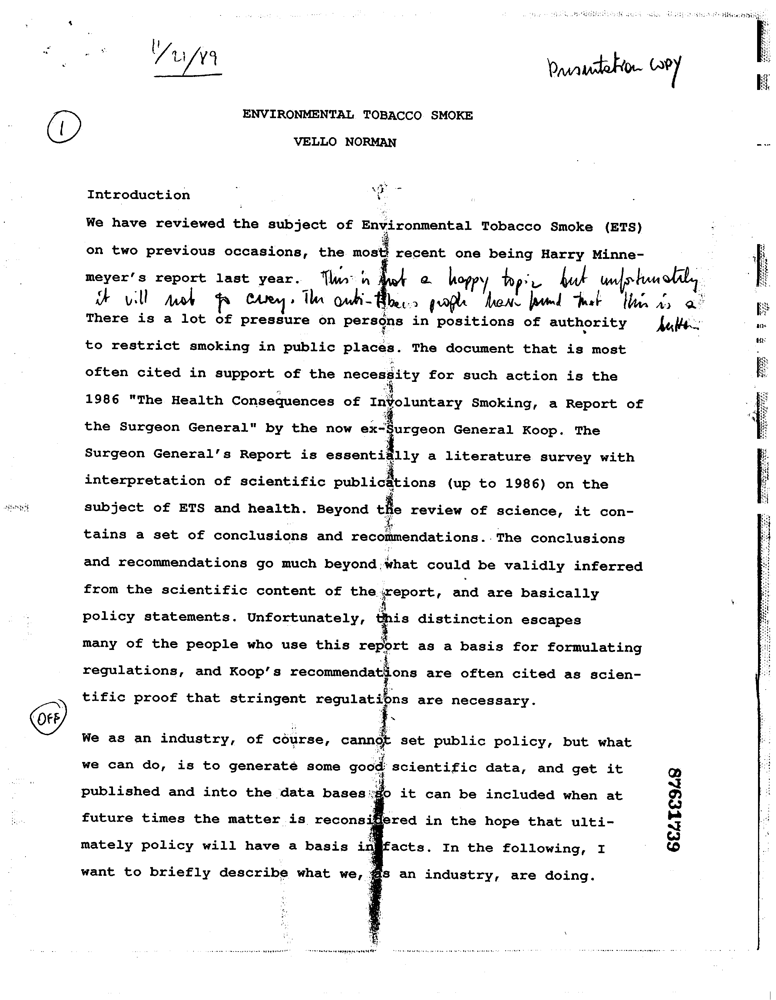 11/21/89
Presentation copy
ENVIRONMENTAL TOBACCO SMOKE
1
VELLO NORMAN
Introduction
We have reviewed the subject of Environmental Tobacco Smoke (ETS)
on two previous occasions, the most recent one being Harry Minne-
meyer's report last year. This is not a happy topic but unfortunately
it will not go away. The anti-tobacco people have found that this is a
There is a lot of pressure on persons in positions of authority
to restrict smoking in public places. The document that is most
often cited in support of the necessity for such action is the
1986 "The Health Consequences of Involuntary Smoking, a Report of
the Surgeon General" by the now ex-Surgeon General Koop. The
Surgeon General's Report is essentially a literature survey with
interpretation of scientific publications (up to 1986) on the
subject of ETS and health. Beyond the review of science, it con-
tains a set of conclusions and recommendations. The conclusions
and recommendations go much beyond what could be validly inferred
from the scientific content of the report, and are basically
policy statements. Unfortunately, this distinction escapes
many of the people who use this report as a basis for formulating
regulations, and Koop's recommendations are often cited as scien-
tific proof that stringent regulations are necessary.
OFF
We as an industry, of course, cannot set public policy, but what
we can do, is to generate some good scientific data, and get it
published and into the data bases so it can be included when at
future times the matter is reconsidered in the hope that ulti-
mately policy will have a basis in facts. In the following, I
want to briefly describe what we, as an industry, are doing.
87631739